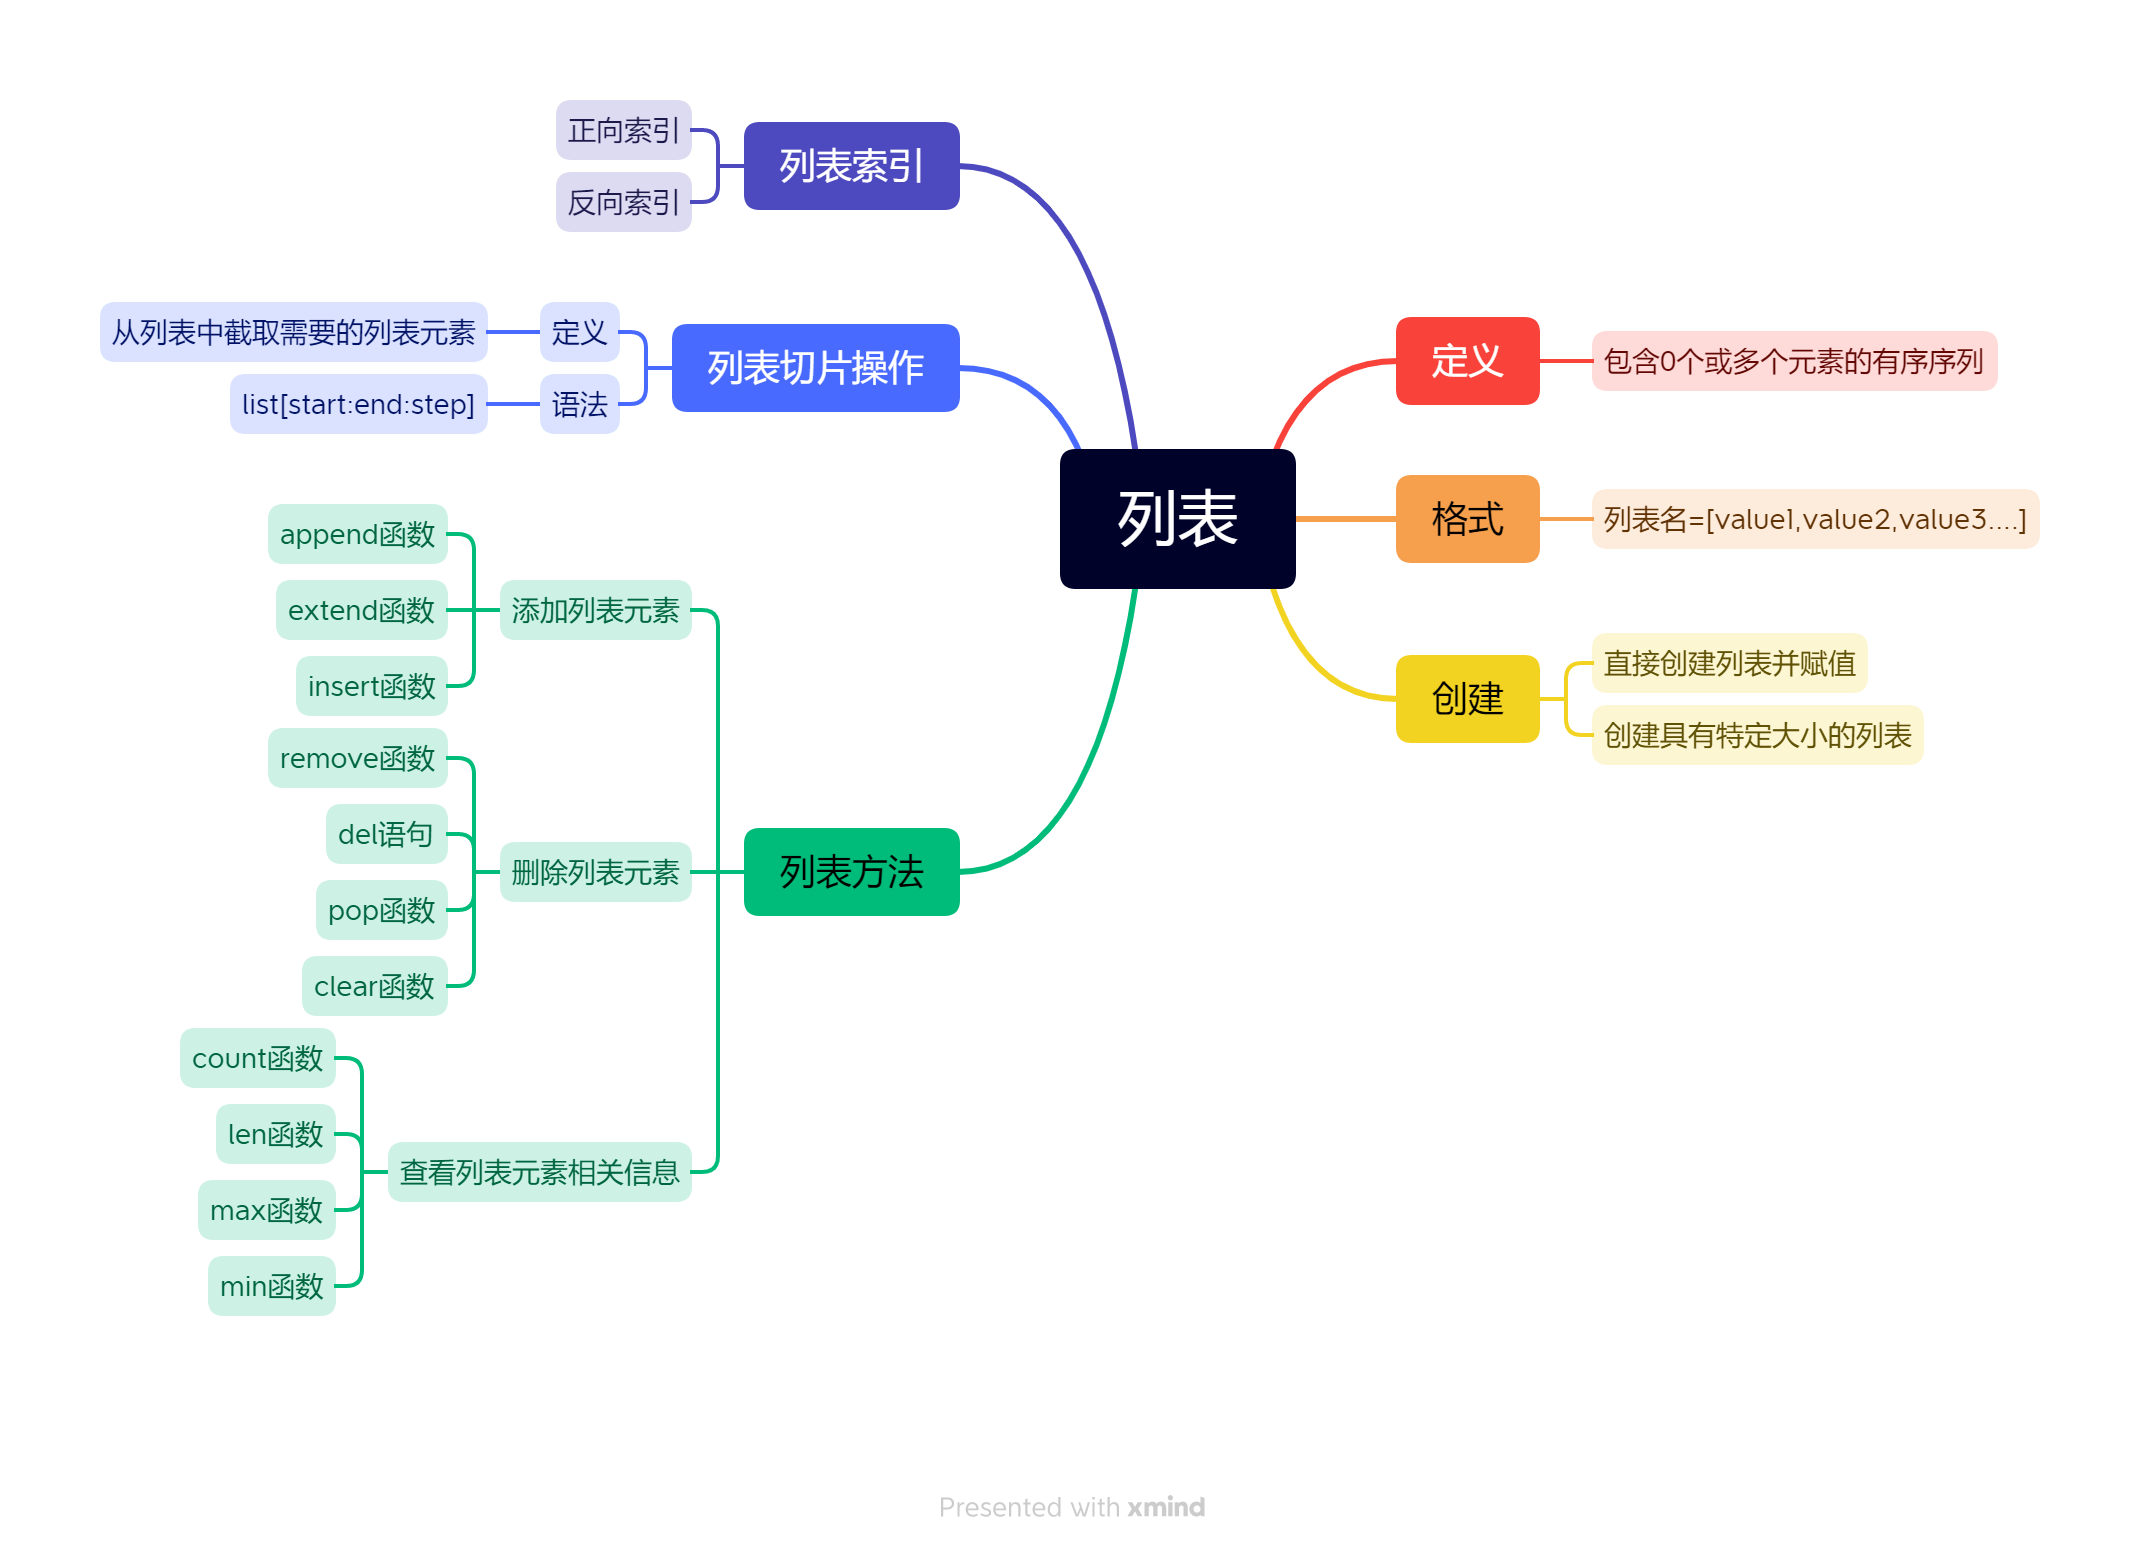 列表
定义
包含0个或多个元素的有序序列
格式
列表名=[value1,value2,value3....]
创建
直接创建列表并赋值
创建具有特定大小的列表
列表索引
正向索引
反向索引
列表切片操作
定义
从列表中截取需要的列表元素
语法
list[start:end:step]
列表方法
添加列表元素
append函数
extend函数
insert函数
删除列表元素
remove函数
del语句
pop函数
clear函数
查看列表元素相关信息
count函数
len函数
max函数
min函数
Presented with xmind